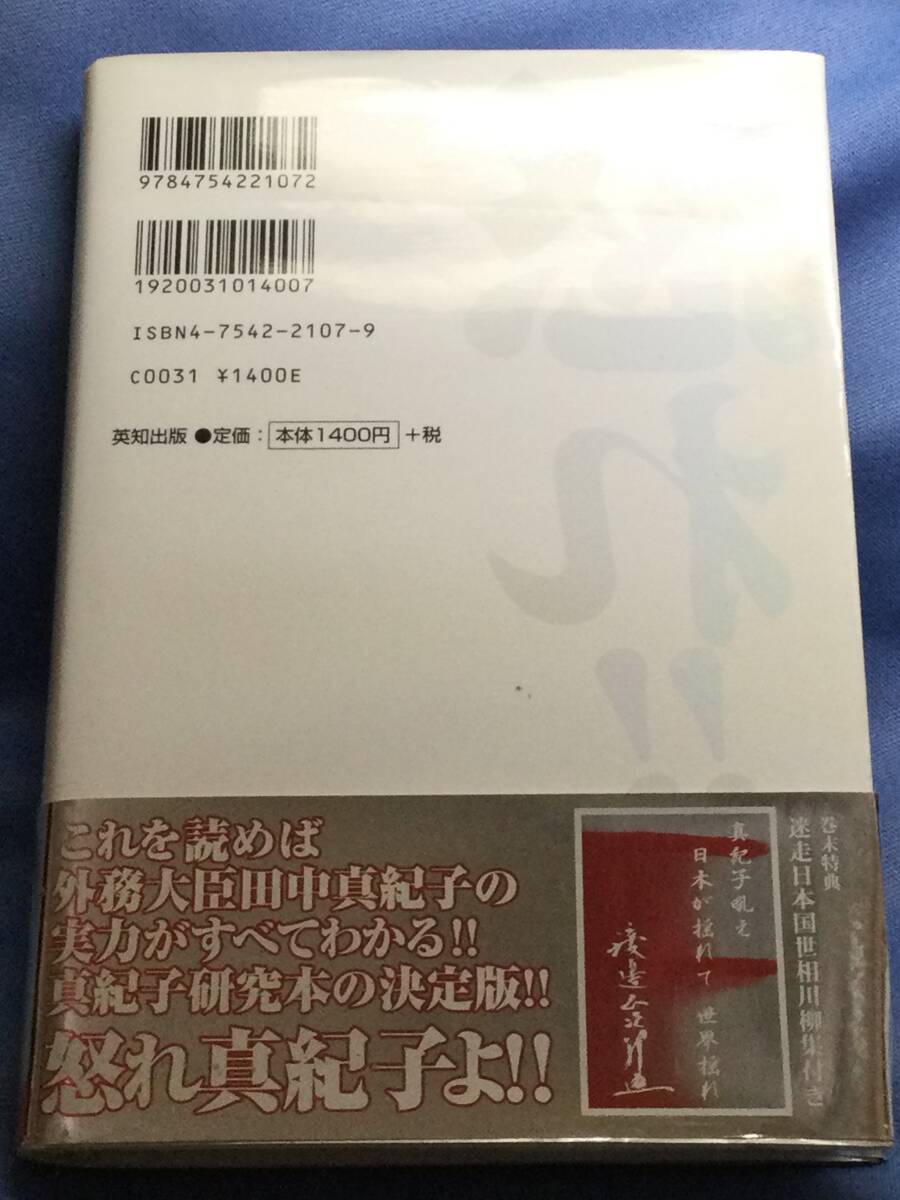 9784754221072
1920031014007
ISBN4-7542-2107-9
C0031 ¥1400E
英知出版 ●定価：本体1400円＋税
怒れ!!
これを読めば
外務大臣田中真紀子の
実力がすべてわかる!!
真紀子研究本の決定版!!
怒れ真紀子よ!!
巻末特典
迷走日本国世相川柳集付き
真紀子吼え
日本が揺れて 世界揺れ